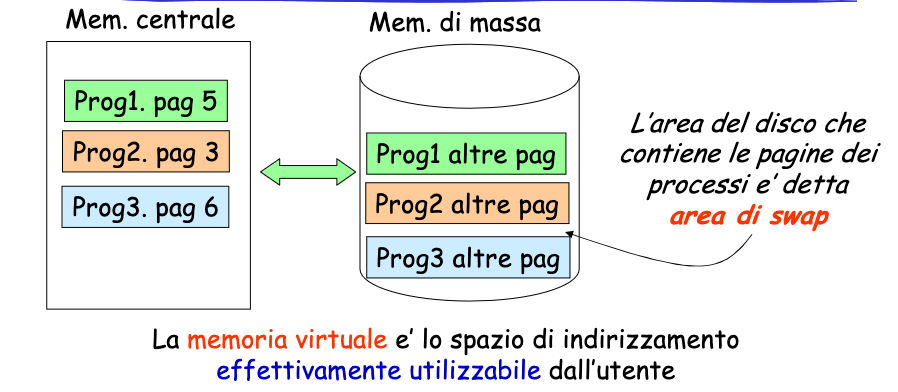 Mem. centrale
Mem. di massa
Prog1. pag 5
Prog2. pag 3
Prog3. pag 6
Prog1 altre pag
Prog2 altre pag
Prog3 altre pag
L'area del disco che
contiene le pagine dei
processi e' detta
area di swap
La memoria virtuale e' lo spazio di indirizzamento
effettivamente utilizzabile dall'utente